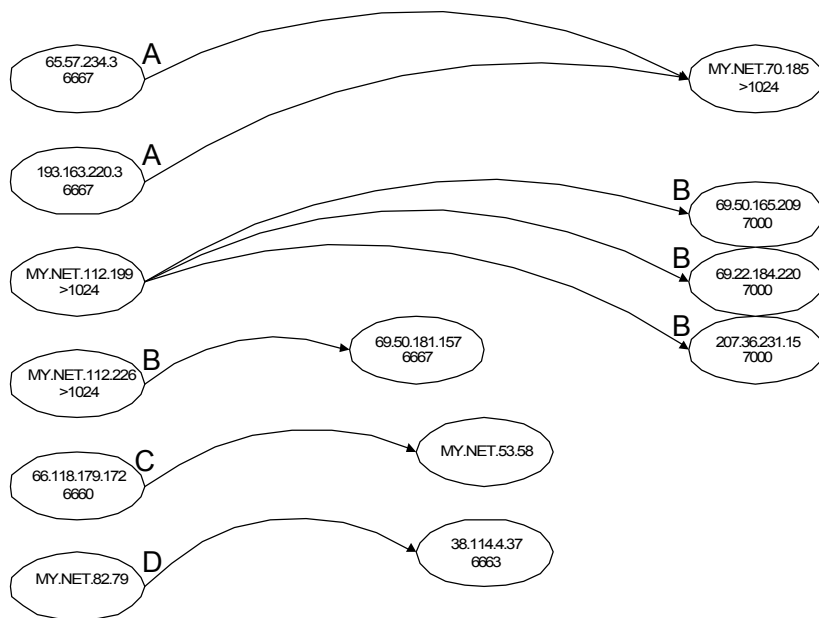 65.57.234.3
6667
A
MY.NET.70.185
>1024
193.163.220.3
6667
A
B
69.50.165.209
7000
MY.NET.112.199
>1024
B
69.22.184.220
7000
B
207.36.231.15
7000
MY.NET.112.226
>1024
B
69.50.181.157
6667
66.118.179.172
6660
C
MY.NET.53.58
MY.NET.82.79
D
38.114.4.37
6663